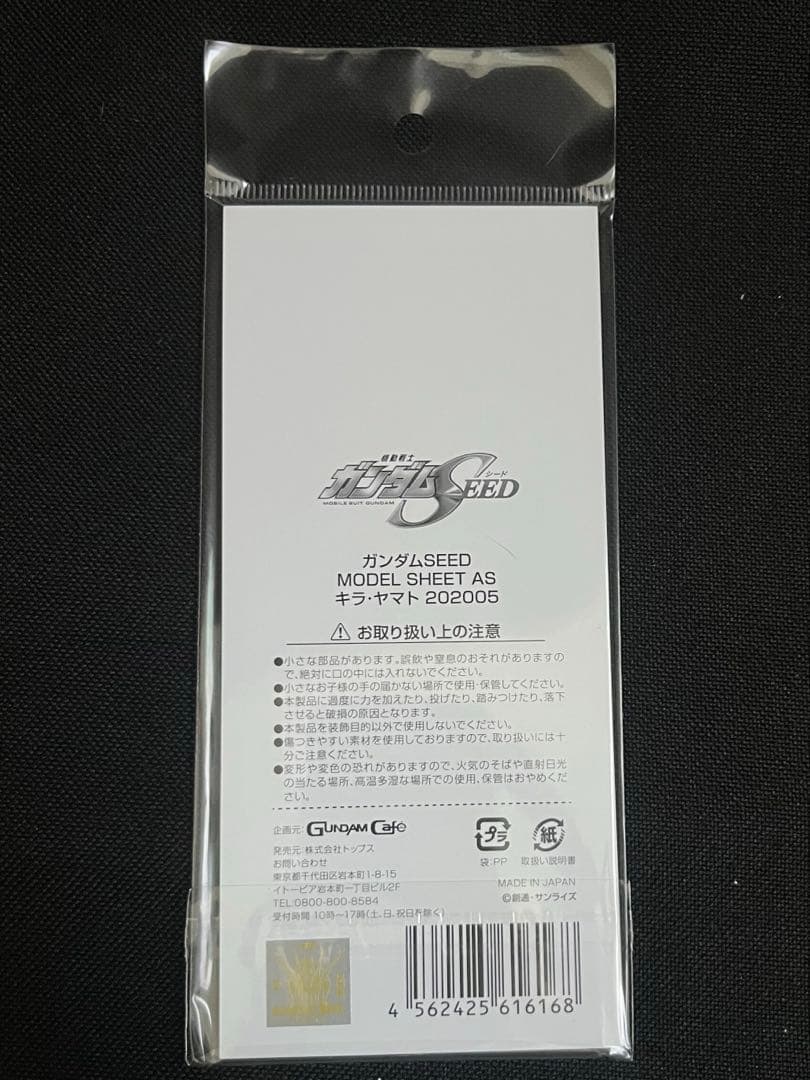 機動戦士
ガンダムSEED
シード
MOBILE SUIT GUNDAM
ガンダムSEED
MODEL SHEET AS
キラ・ヤマト 202005
お取り扱い上の注意
●小さな部品があります。誤飲や窒息のおそれがありますの
で、絶対に口の中には入れないでください。
●小さなお子様の手の届かない場所で使用・保管してください。
●本製品に過度に力を加えたり、投げたり、踏みつけたり、落下
させると破損の原因となります。
●本製品を装飾目的以外で使用しないでください。
●傷つきやすい素材を使用しておりますので、取り扱いには十
分ご注意ください。
●変形や変色の恐れがありますので、火気のそばや直射日光
の当たる場所、高温多湿な場所での使用、保管はおやめくだ
さい。
企画元: GUNDAM Café
発売元: 株式会社トップス
お問い合わせ
東京都千代田区岩本町1-8-15
イトーピア岩本町一丁目ビル2F
TEL:0800-800-8584
受付時間 10時〜17時(土、日、祝日を除く)
プラ
袋:PP
紙
取扱い説明書
MADE IN JAPAN
©創通・サンライズ
4 562425 616168